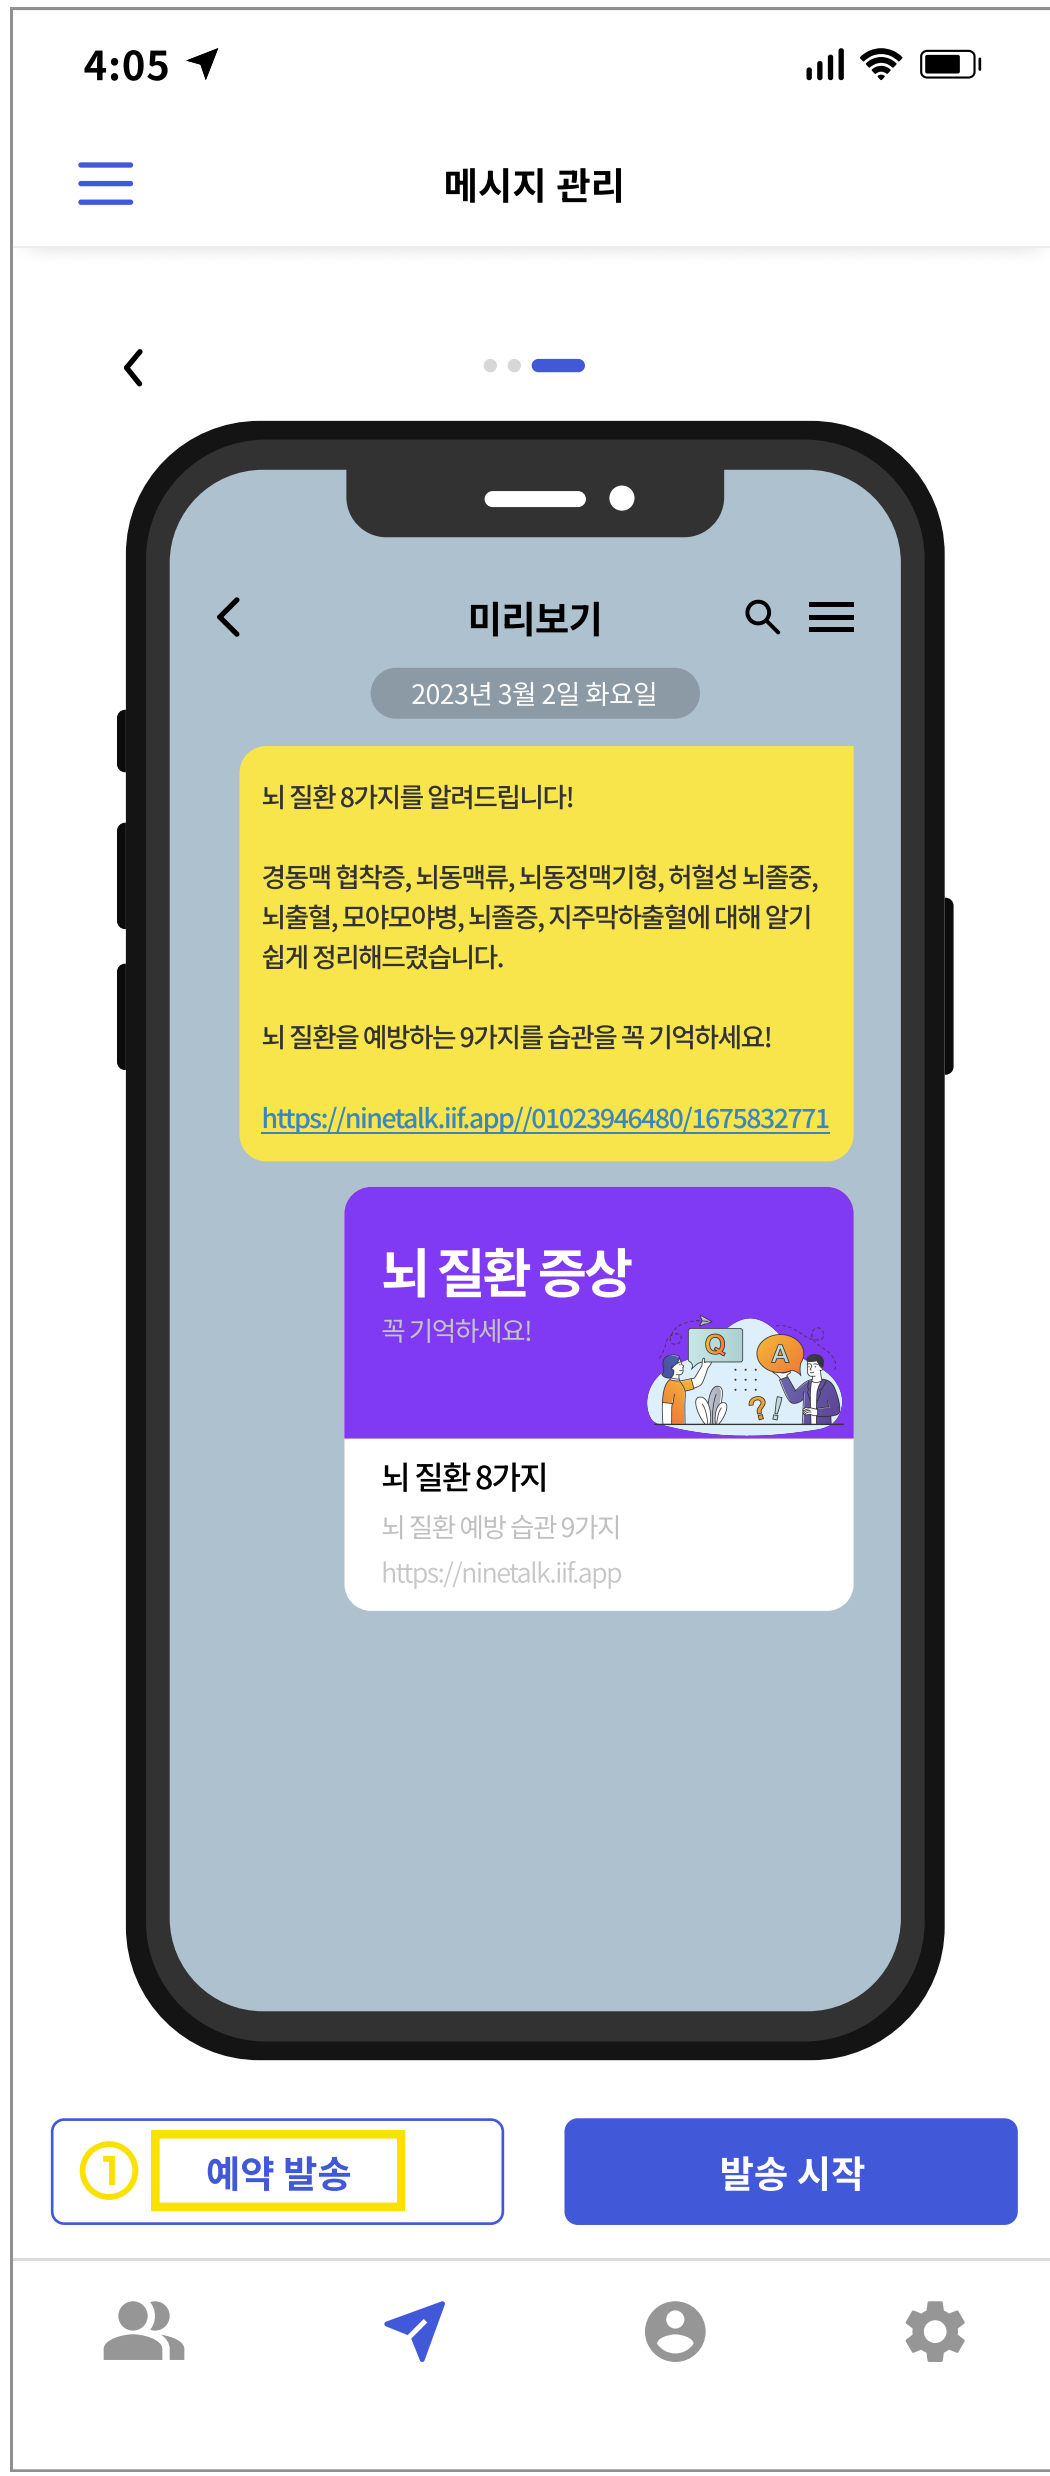 4:05
메시지 관리
미리보기
2023년 3월 2일 화요일
뇌 질환 8가지를 알려드립니다!
경동맥 협착증, 뇌동맥류, 뇌동정맥기형, 허혈성 뇌졸중,
뇌출혈, 모야모야병, 뇌졸증, 지주막하출혈에 대해 알기
쉽게 정리해드렸습니다.
뇌 질환을 예방하는 9가지를 습관을 꼭 기억하세요!
https://ninetalk.iif.app//01023946480/1675832771
뇌 질환 증상
꼭 기억하세요!
Q
A
?!
뇌 질환 8가지
뇌 질환 예방 습관 9가지
https://ninetalk.iif.app
① 예약 발송
발송 시작